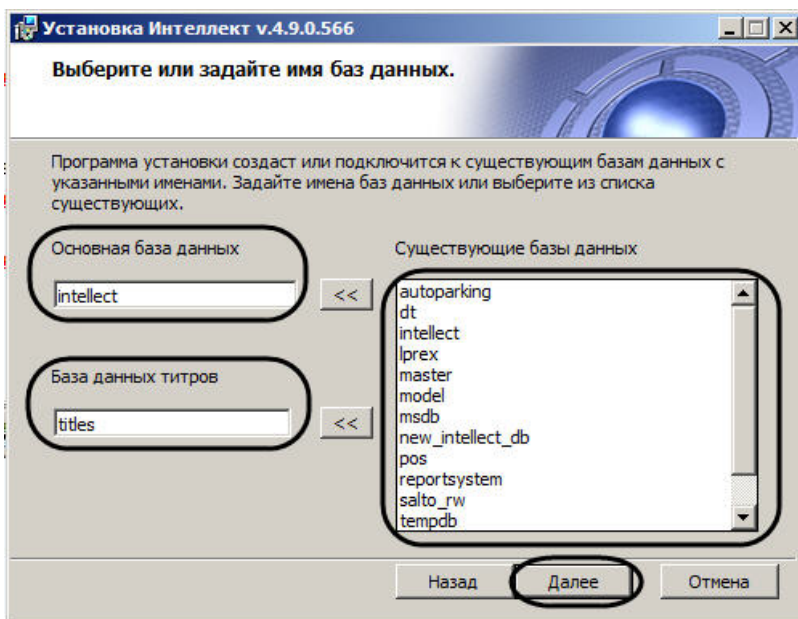 Установка Интеллект v.4.9.0.566
Выберите или задайте имя баз данных.
Программа установки создаст или подключится к существующим базам данных с
указанными именами. Задайте имена баз данных или выберите из списка
существующих.
Основная база данных
intellect
<<
База данных титров
titles
<<
Существующие базы данных
autoparking
dt
intellect
lprex
master
model
msdb
new_intellect_db
pos
reportsystem
salto_rw
tempdb
Назад
Далее
Отмена